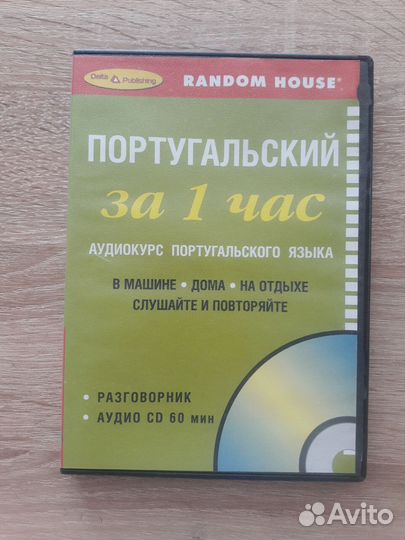 Delta Publishing
RANDOM HOUSE®
ПОРТУГАЛЬСКИЙ
за 1 час
АУДИОКУРС ПОРТУГАЛЬСКОГО ЯЗЫКА
В МАШИНЕ • ДОМА • НА ОТДЫХЕ
СЛУШАЙТЕ И ПОВТОРЯЙТЕ
• РАЗГОВОРНИК
• АУДИО CD 60 мин
Avito